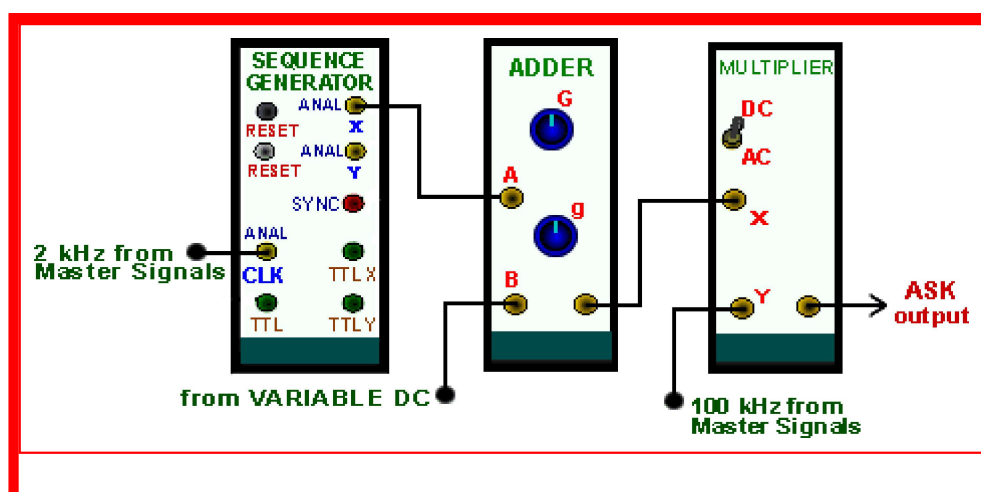 SEQUENCE
GENERATOR
ANAL
X
RESET
ANAL
Y
RESET
SYNC
ANAL
CLK
TTL X
TTL
TTL Y
2 kHz from
Master Signals
ADDER
G
A
g
B
from VARIABLE DC
MULTIPLIER
DC
AC
X
Y
100 kHz from
Master Signals
ASK
output